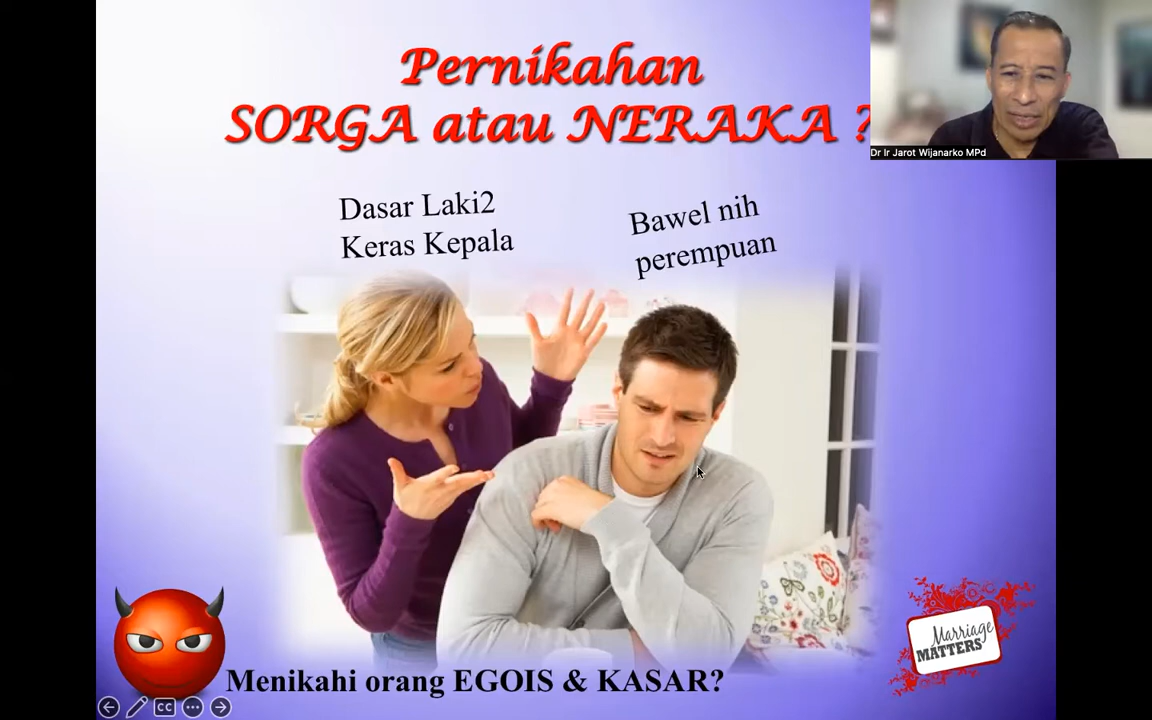 Pernikahan
SORGA atau NERAKA ?
Dr Ir Jarot Wijanarko MPd
Dasar Laki2
Keras Kepala
Bawel nih
perempuan
Marriage
MATTERS
Menikahi orang EGOIS & KASAR?
CC